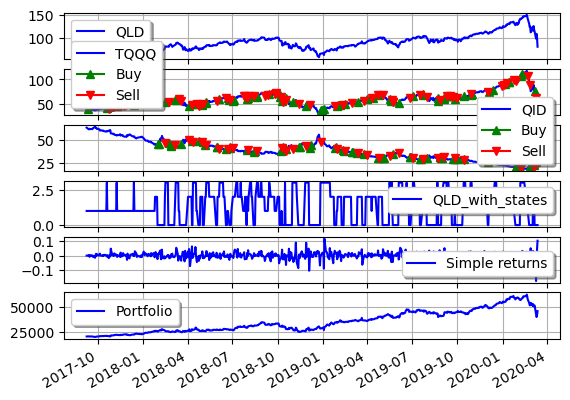 150
100
QLD
TQQQ
Buy
Sell
100
50
QID
Buy
Sell
50
25
2.5
0.0
QLD_with_states
0.1
0.0
−0.1
Simple returns
50000
25000
Portfolio
2017-10
2018-01
2018-04
2018-07
2018-10
2019-01
2019-04
2019-07
2019-10
2020-01
2020-04